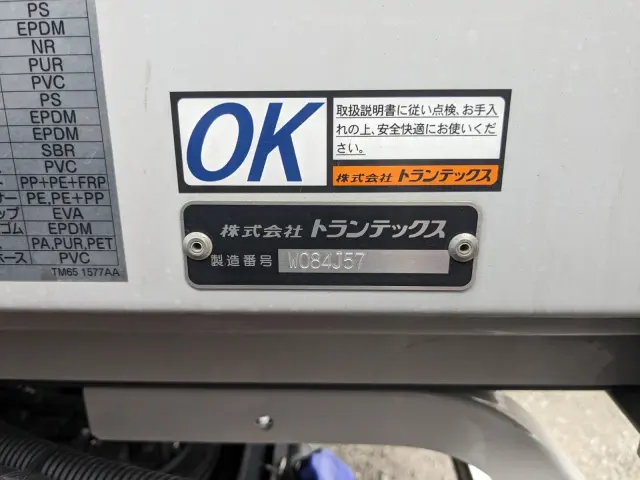 PS
EPDM
NR
PUR
PVC
PS
EPDM
EPDM
SBR
PVC
PP+PE+FRP
PE,PE+PP
EVA
EPDM
PA,PUR,PET
PVC
TM65 1577AA
OK
取扱説明書に従い点検、お手入
れの上、安全快適にお使いくだ
さい。
株式会社 トランテックス
株式会社 トランテックス
製造番号 W084J57